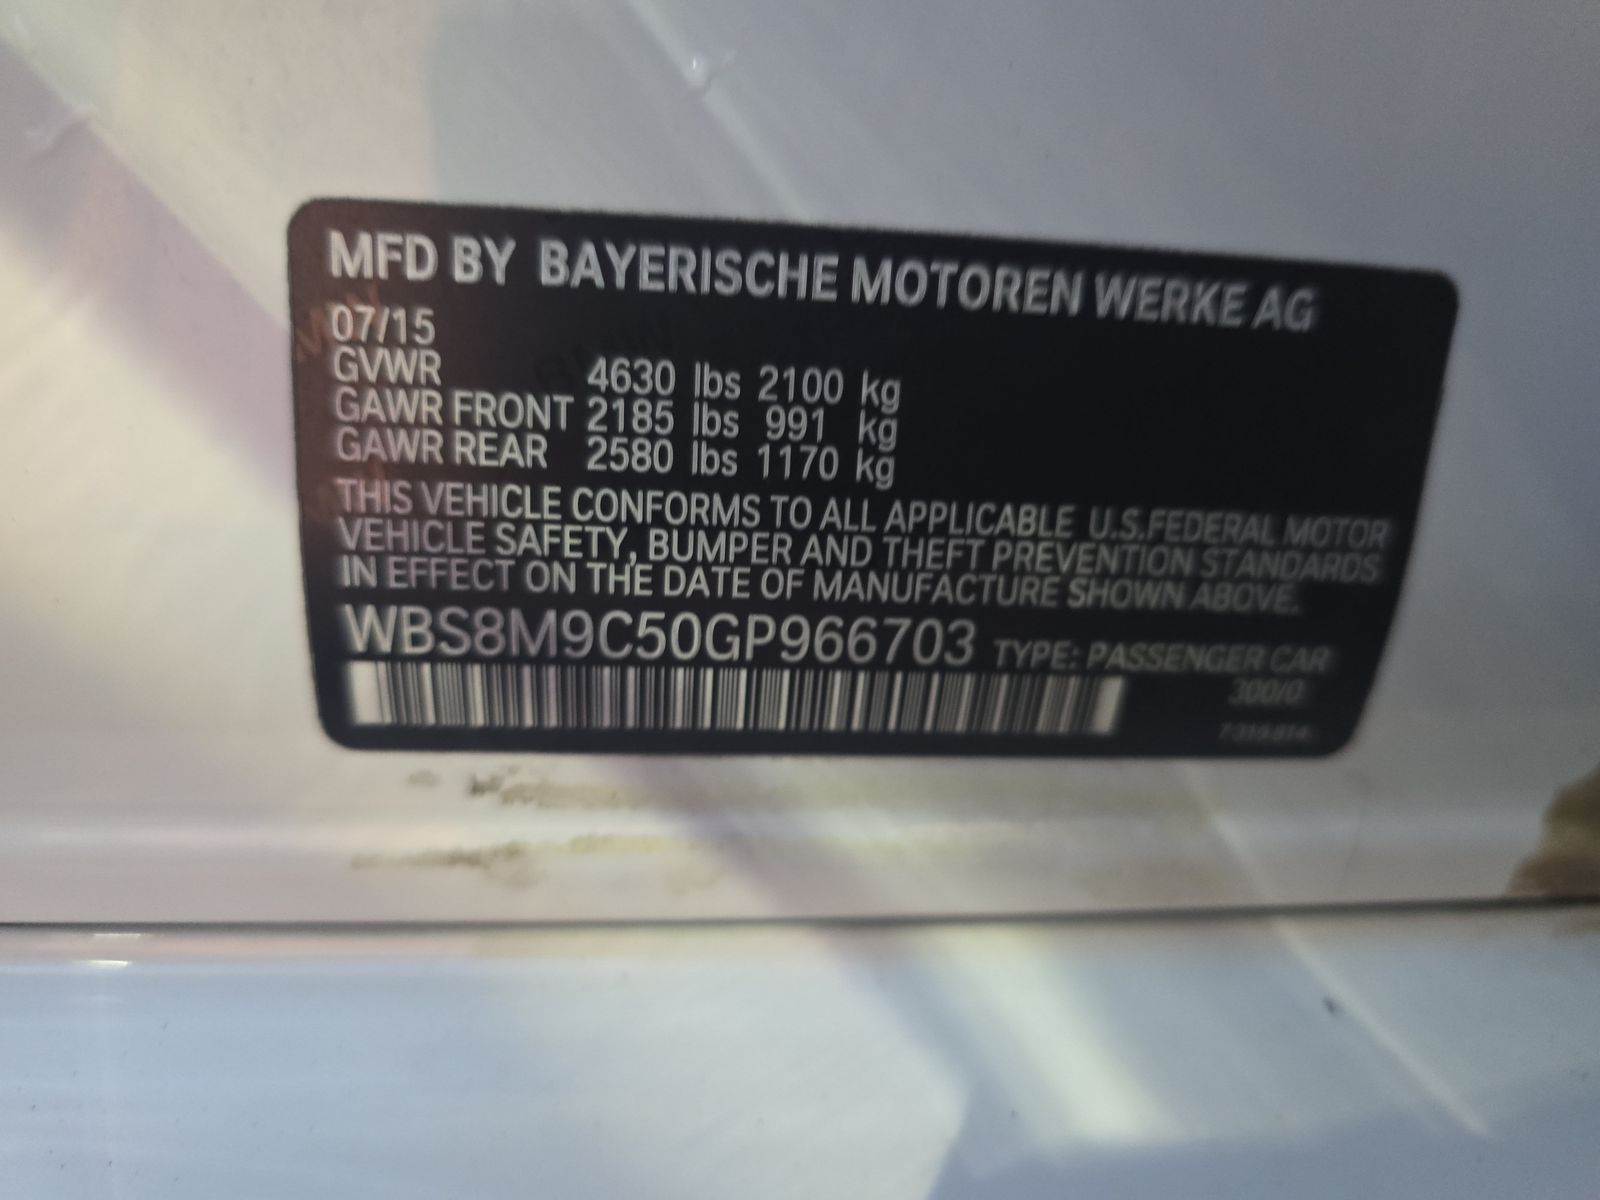 MFD BY BAYERISCHE MOTOREN WERKE AG
07/15
GVWR 4630 lbs 2100 kg
GAWR FRONT 2185 lbs 991 kg
GAWR REAR 2580 lbs 1170 kg
THIS VEHICLE CONFORMS TO ALL APPLICABLE U.S.FEDERAL MOTOR
VEHICLE SAFETY, BUMPER AND THEFT PREVENTION STANDARDS
IN EFFECT ON THE DATE OF MANUFACTURE SHOWN ABOVE.
WBS8M9C50GP966703 TYPE: PASSENGER CAR
300/0